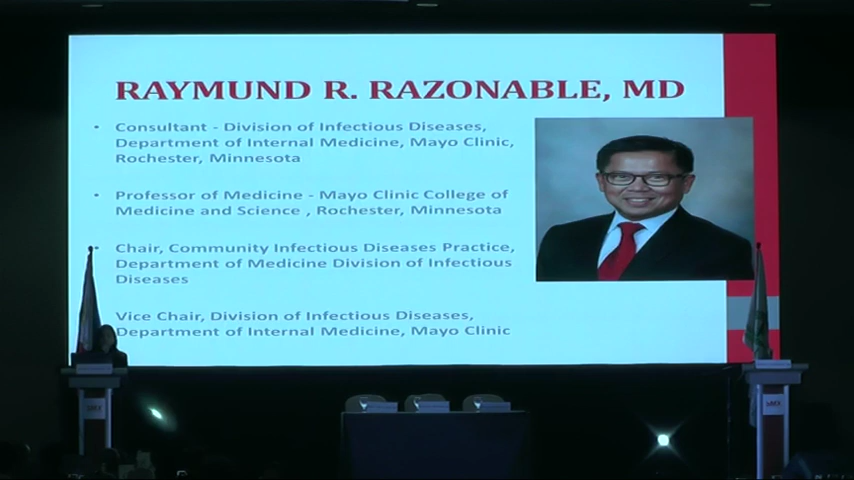 RAYMUND R. RAZONABLE, MD
• Consultant - Division of Infectious Diseases,
Department of Internal Medicine, Mayo Clinic,
Rochester, Minnesota
• Professor of Medicine - Mayo Clinic College of
Medicine and Science , Rochester, Minnesota
• Chair, Community Infectious Diseases Practice,
Department of Medicine Division of Infectious
Diseases
Vice Chair, Division of Infectious Diseases,
Department of Internal Medicine, Mayo Clinic